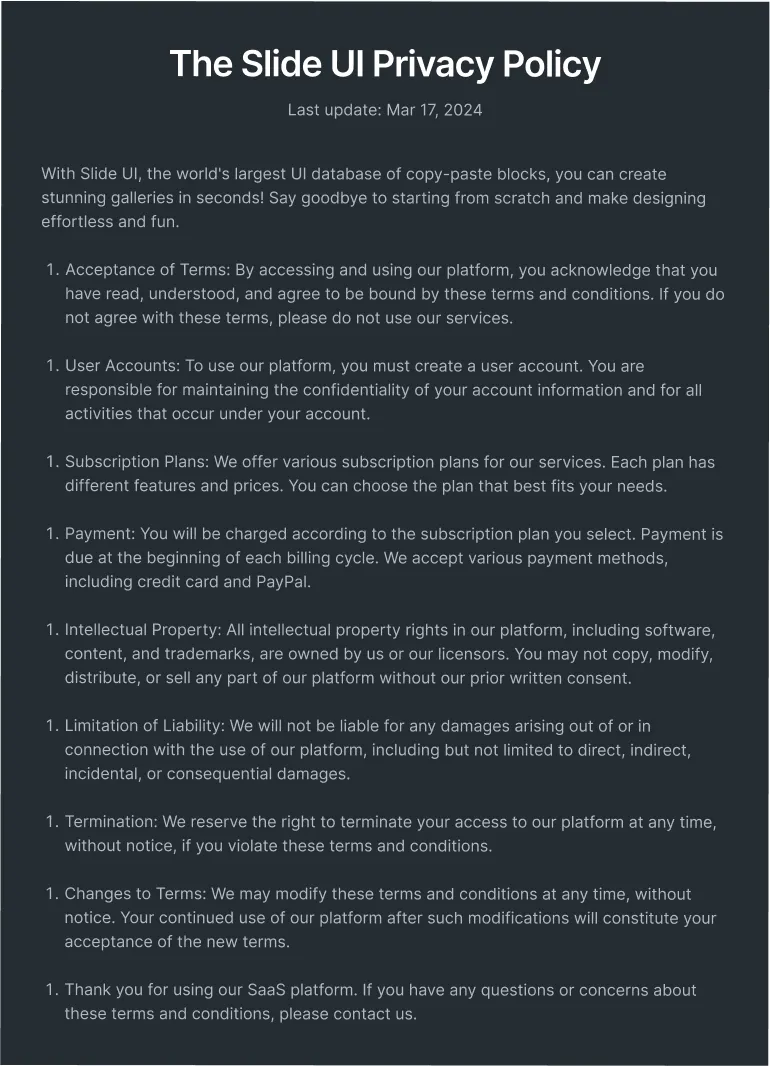 The Slide UI Privacy Policy
Last update: Mar 17, 2024
With Slide UI, the world's largest UI database of copy-paste blocks, you can create
stunning galleries in seconds! Say goodbye to starting from scratch and make designing
effortless and fun.
1. Acceptance of Terms: By accessing and using our platform, you acknowledge that you
have read, understood, and agree to be bound by these terms and conditions. If you do
not agree with these terms, please do not use our services.
1. User Accounts: To use our platform, you must create a user account. You are
responsible for maintaining the confidentiality of your account information and for all
activities that occur under your account.
1. Subscription Plans: We offer various subscription plans for our services. Each plan has
different features and prices. You can choose the plan that best fits your needs.
1. Payment: You will be charged according to the subscription plan you select. Payment is
due at the beginning of each billing cycle. We accept various payment methods,
including credit card and PayPal.
1. Intellectual Property: All intellectual property rights in our platform, including software,
content, and trademarks, are owned by us or our licensors. You may not copy, modify,
distribute, or sell any part of our platform without our prior written consent.
1. Limitation of Liability: We will not be liable for any damages arising out of or in
connection with the use of our platform, including but not limited to direct, indirect,
incidental, or consequential damages.
1. Termination: We reserve the right to terminate your access to our platform at any time,
without notice, if you violate these terms and conditions.
1. Changes to Terms: We may modify these terms and conditions at any time, without
notice. Your continued use of our platform after such modifications will constitute your
acceptance of the new terms.
1. Thank you for using our SaaS platform. If you have any questions or concerns about
these terms and conditions, please contact us.